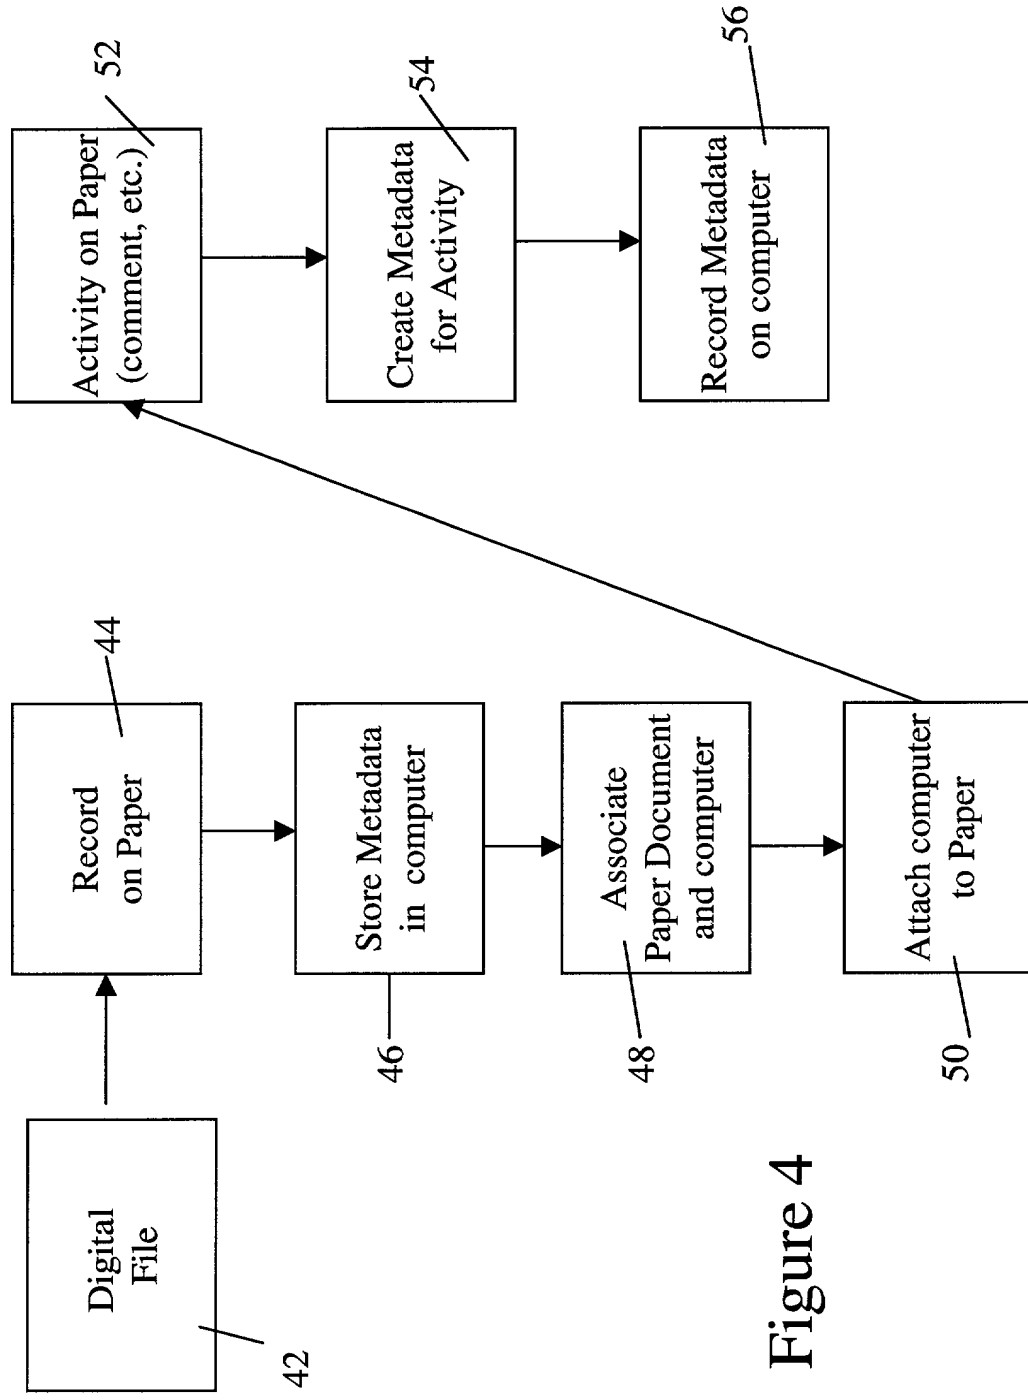 Digital
File
42
Record
on Paper
44
Store Metadata
in computer
46
Associate
Paper Document
and computer
48
Attach computer
to Paper
50
Activity on Paper
(comment, etc.)
52
Create Metadata
for Activity
54
Record Metadata
on computer
56
Figure 4